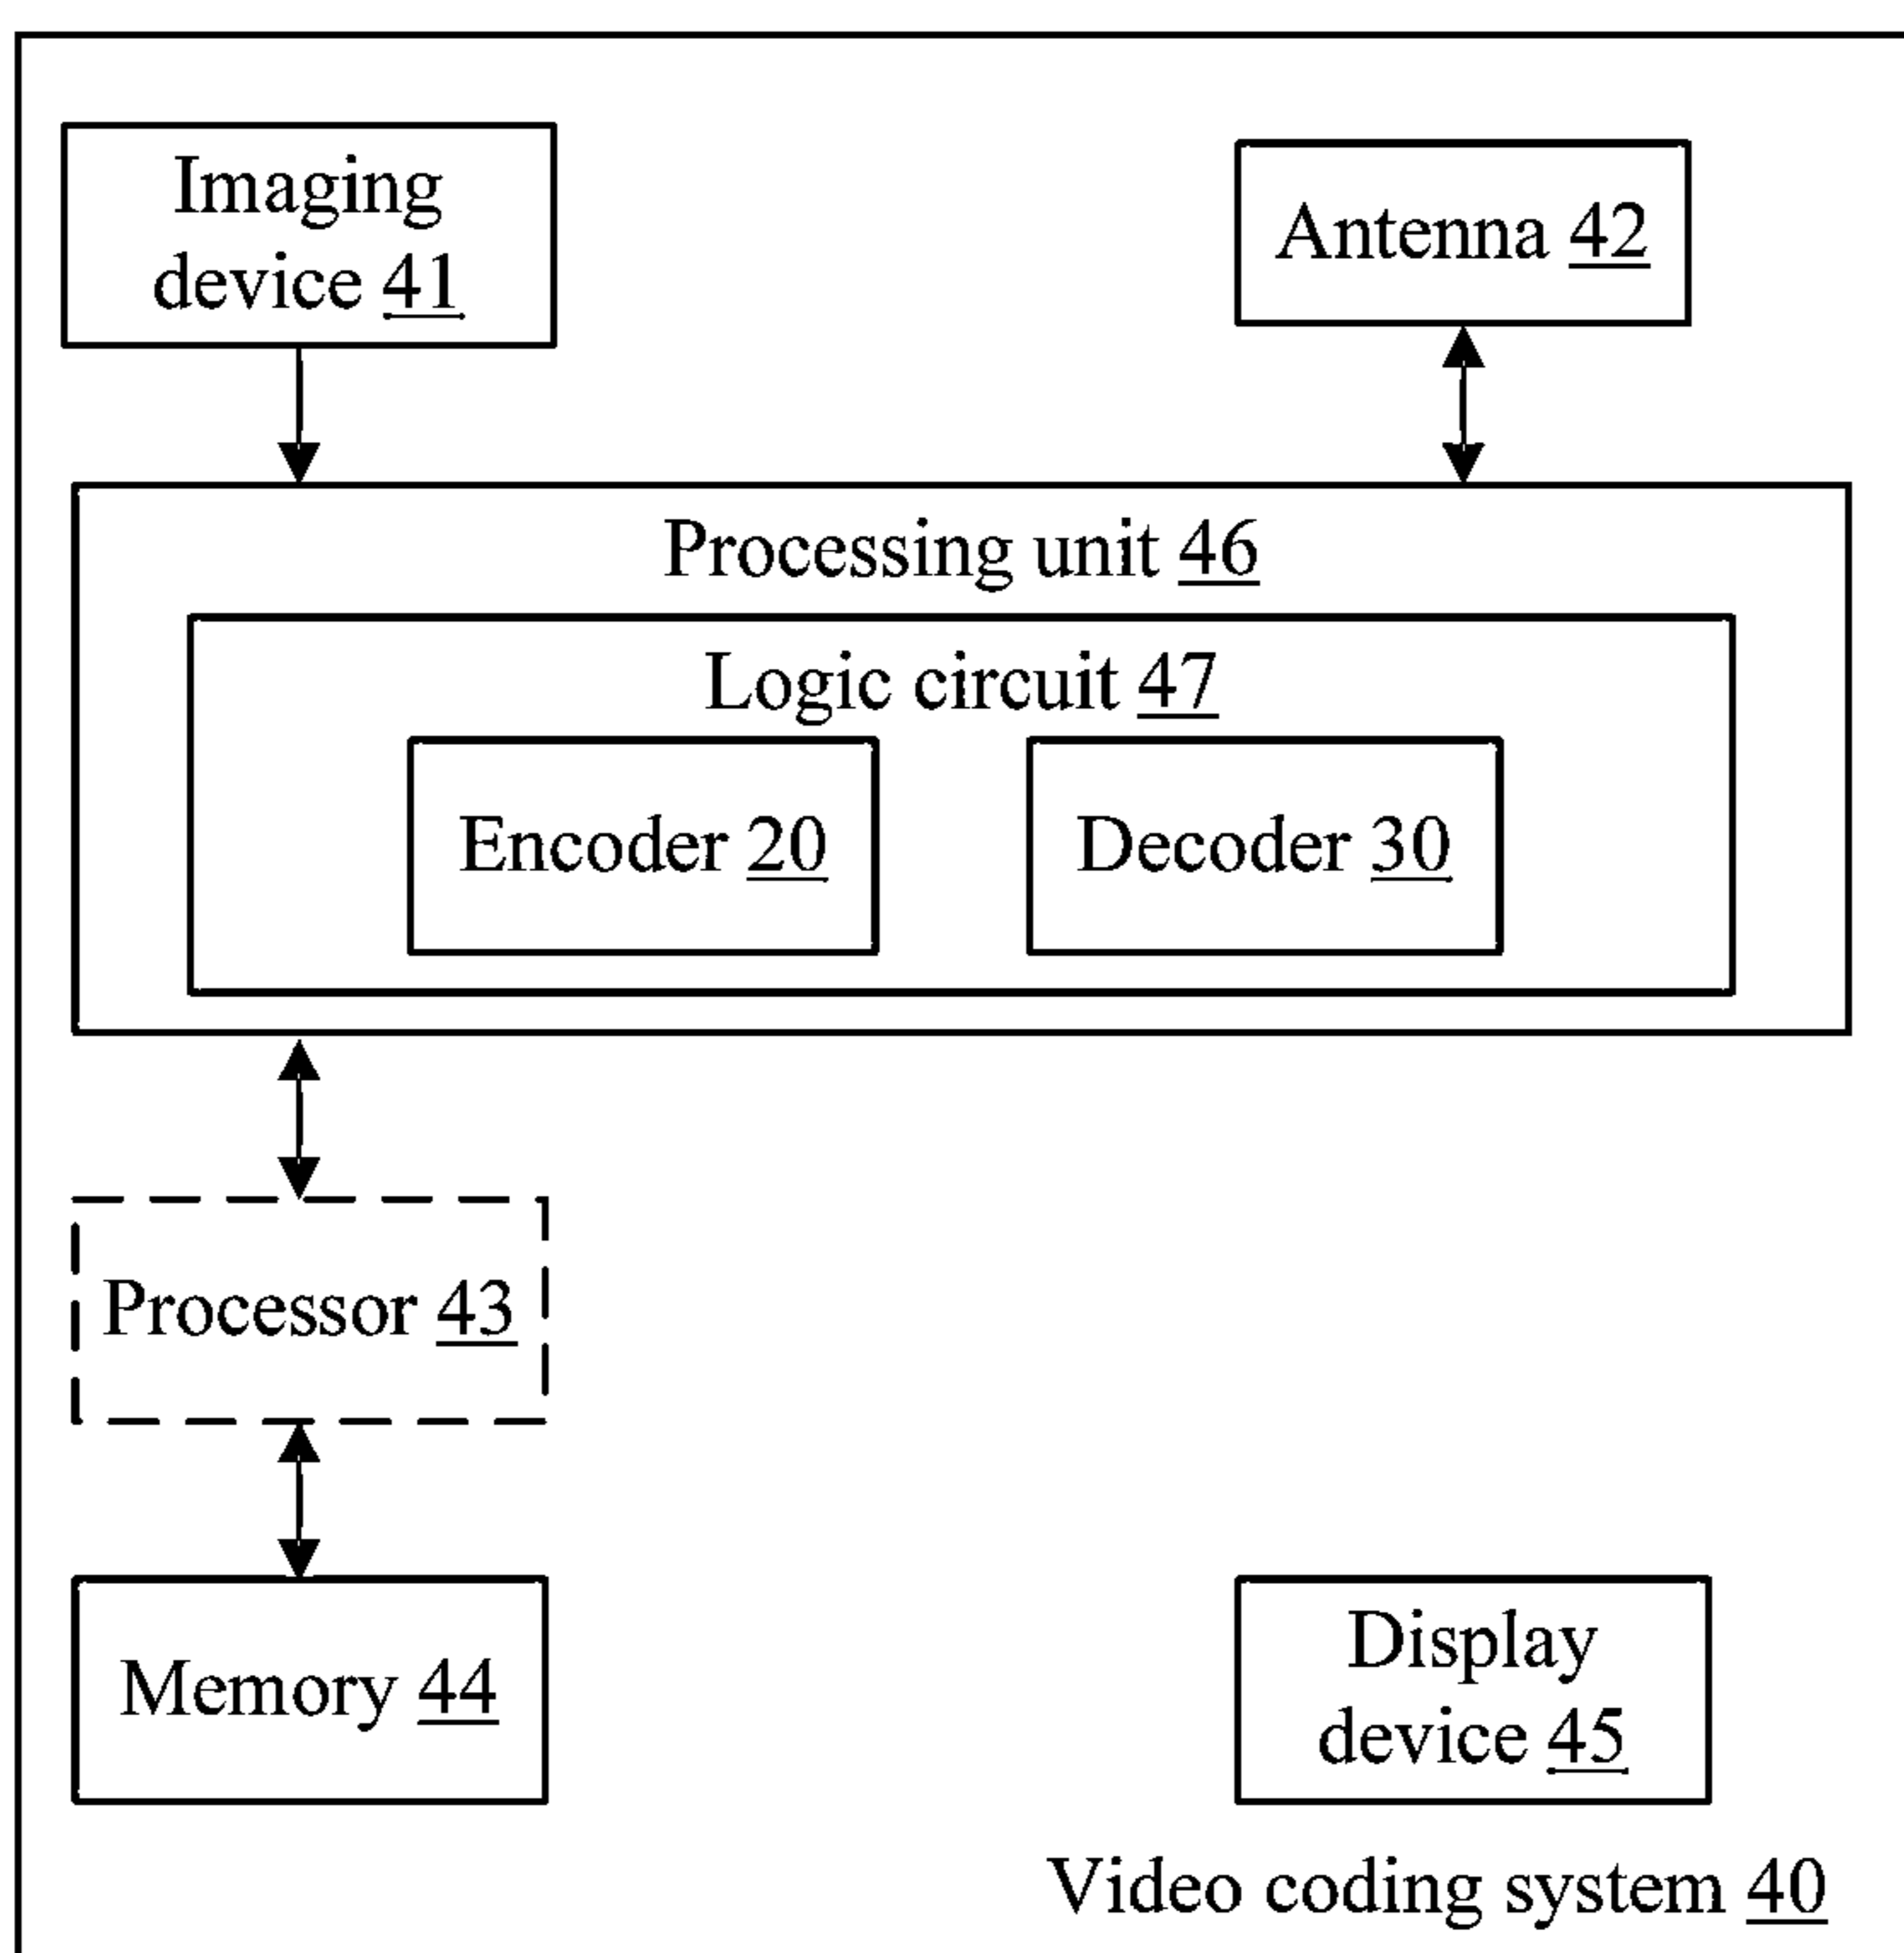 Imaging
device 41
Antenna 42
Processing unit 46
Logic circuit 47
Encoder 20
Decoder 30
Processor 43
Memory 44
Display
device 45
Video coding system 40